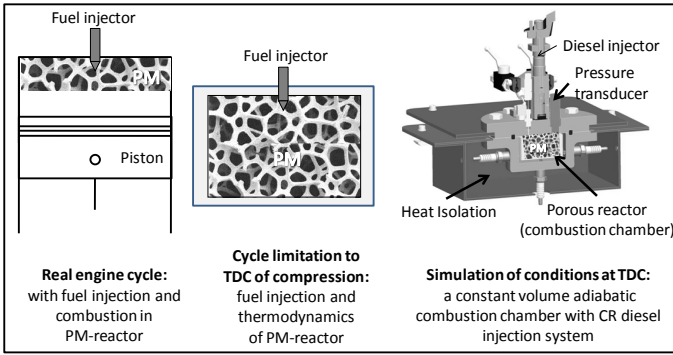 Fuel injector
PM
Piston
Real engine cycle:
with fuel injection and
combustion in
PM-reactor
Fuel injector
PM
Cycle limitation to
TDC of compression:
fuel injection and
thermodynamics
of PM-reactor
Diesel injector
Pressure
transducer
PM
Heat Isolation
Porous reactor
(combustion chamber)
Simulation of conditions at TDC:
a constant volume adiabatic
combustion chamber with CR diesel
injection system